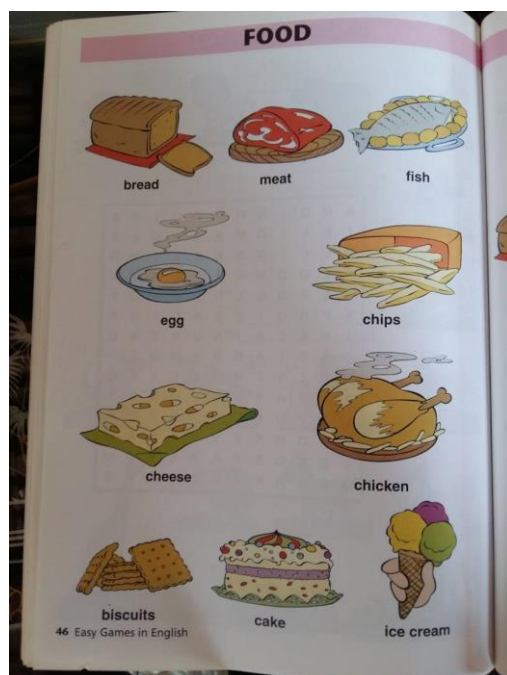 FOOD
bread
meat
fish
egg
chips
cheese
chicken
biscuits
cake
ice cream
46 Easy Games in English